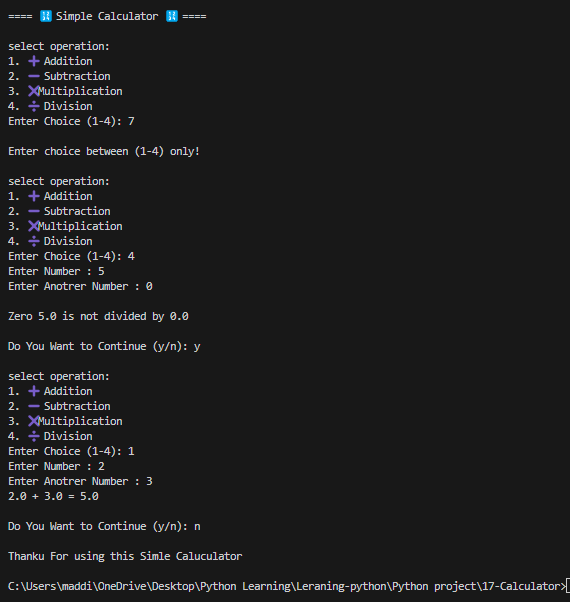 ==== 🔢 Simple Calculator 🔢 ====
select operation:
1. ➕ Addition
2. ➖ Subtraction
3. ✖Multiplication
4. ➗ Division
Enter Choice (1-4): 7
Enter choice between (1-4) only!
select operation:
1. ➕ Addition
2. ➖ Subtraction
3. ✖Multiplication
4. ➗ Division
Enter Choice (1-4): 4
Enter Number : 5
Enter Anotrer Number : 0
Zero 5.0 is not divided by 0.0
Do You Want to Continue (y/n): y
select operation:
1. ➕ Addition
2. ➖ Subtraction
3. ✖Multiplication
4. ➗ Division
Enter Choice (1-4): 1
Enter Number : 2
Enter Anotrer Number : 3
2.0 + 3.0 = 5.0
Do You Want to Continue (y/n): n
Thanku For using this Simle Caluculator
C:\Users\maddi\OneDrive\Desktop\Python Learning\Leraning-python\Python project\17-Calculator>